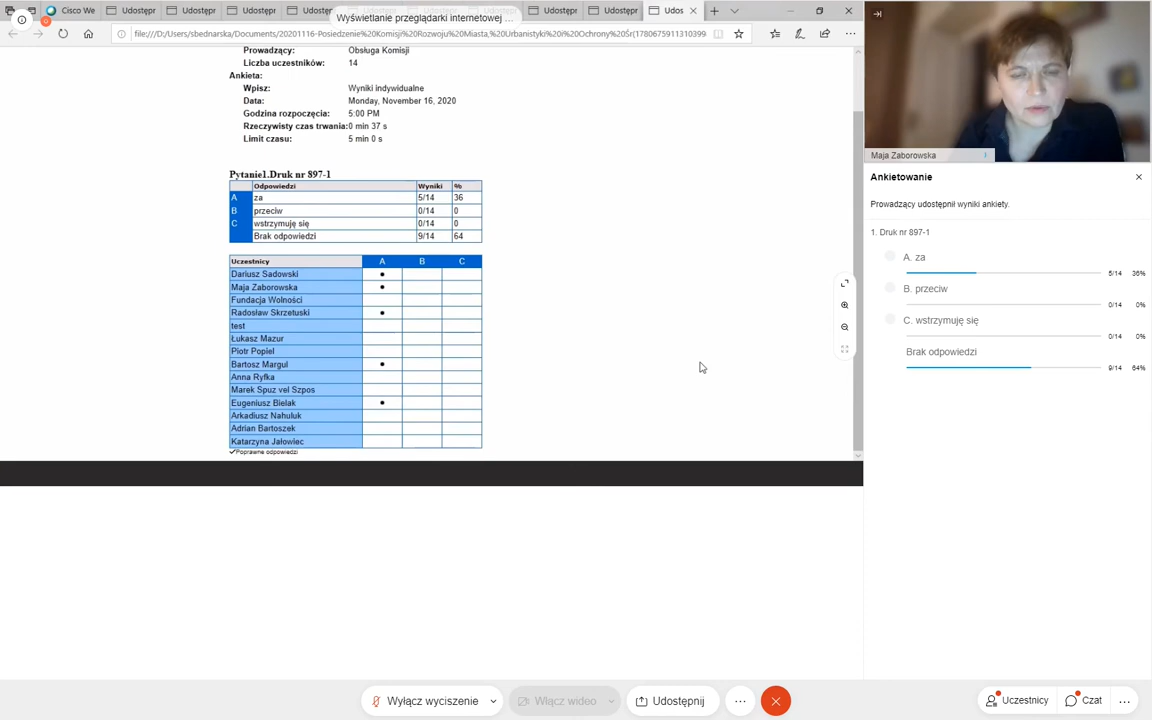 Cisco We
Udostępr
Udostępr
Udostępr
Udostę
Wyświetlanie przeglądarki internetowej ...
Udostępr
Udostępr
Udos
file:///D:/Users/sbednarska/Documents/20201116-Posiedzenie%20Komisji%20Rozwoju%20Miasta,%20Urbanistyki%20i%20Ochrony%20Śr(1780675911310399
Prowadzący: Obsługa Komisji
Liczba uczestników: 14
Ankieta:
Wpisz: Wyniki indywidualne
Data: Monday, November 16, 2020
Godzina rozpoczęcia: 5:00 PM
Rzeczywisty czas trwania:0 min 37 s
Limit czasu: 5 min 0 s
Pytanie1.Druk nr 897-1
Odpowiedzi Wyniki %
A za 5/14 36
B przeciw 0/14 0
C wstrzymuję się 0/14 0
Brak odpowiedzi 9/14 64
Uczestnicy A B C
Dariusz Sadowski •
Maja Zaborowska •
Fundacja Wolności
Radosław Skrzetuski •
test
Łukasz Mazur
Piotr Popiel
Bartosz Margul •
Anna Ryfka
Marek Spuz vel Szpos
Eugeniusz Bielak •
Arkadiusz Nahuluk
Adrian Bartoszek
Katarzyna Jałowiec
✓Poprawne odpowiedzi
Maja Zaborowska
Ankietowanie
Prowadzący udostępnił wyniki ankiety.
1. Druk nr 897-1
A. za
5/14 36%
B. przeciw
0/14 0%
C. wstrzymuję się
0/14 0%
Brak odpowiedzi
9/14 64%
Wyłącz wyciszenie
Włącz wideo
Udostępnij
Uczestnicy
Czat